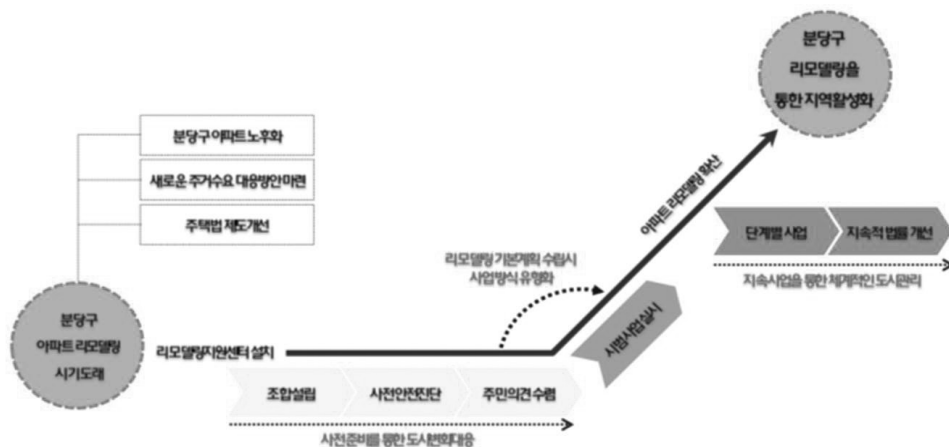 분당구
리모델링을
통한 지역활성화
분당구 아파트 노후화
새로운 주거수요 대응방안 마련
주택법 제도개선
아파트 리모델링 확산
단계별 사업
지속적 법률 개선
지속사업을 통한 체계적인 도시관리
리모델링 기본계획 수립시
사업방식 유형화
시범사업 실시
분당구
아파트 리모델링
시기도래
리모델링지원센터 설치
조합설립
사전안전진단
주민의견 수렴
사전준비를 통한 도시변화대응